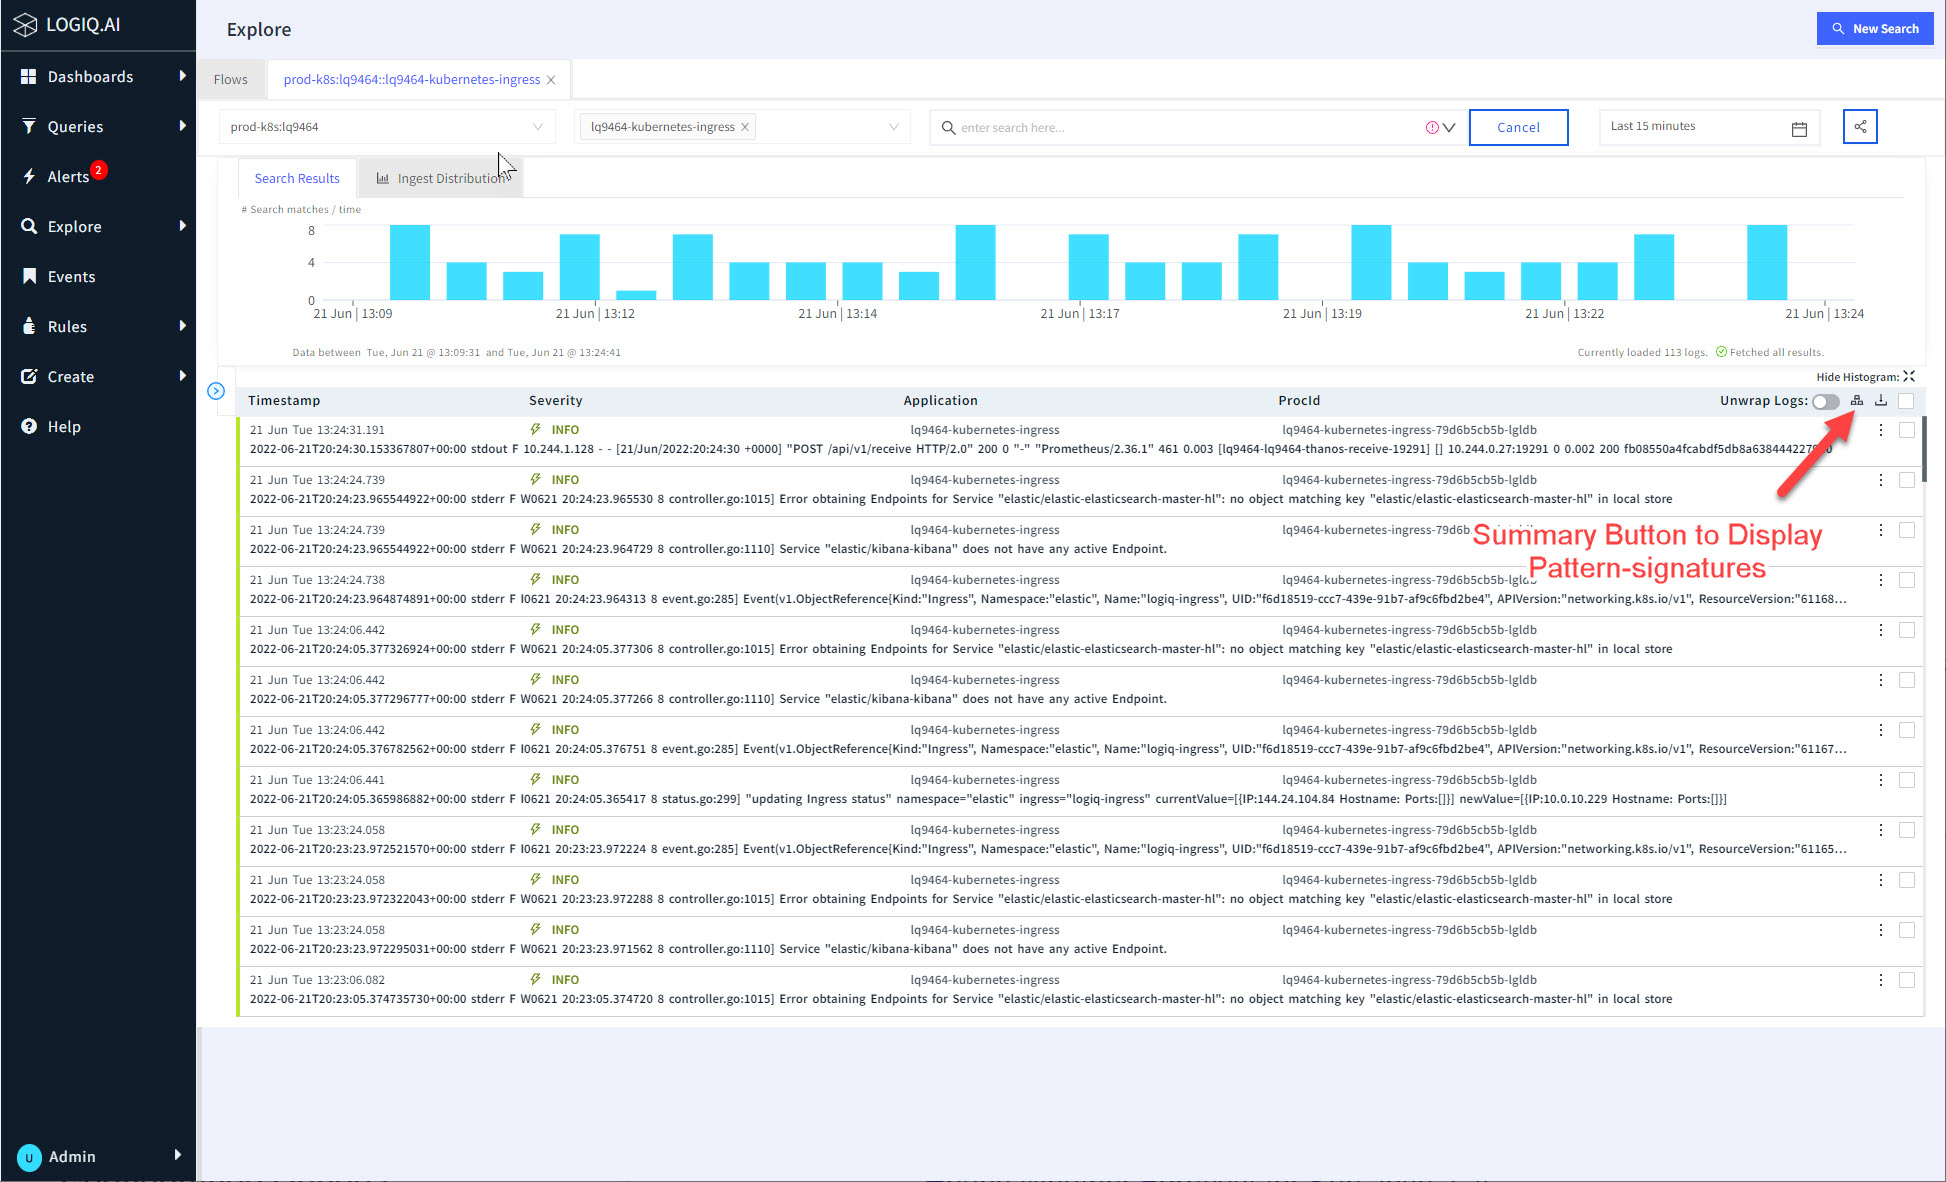 LOGIQ.AI
Dashboards
Queries
Alerts 2
Explore
Events
Rules
Create
Help
U Admin
Explore
New Search
Flows
prod-k8s:lq9464::lq9464-kubernetes-ingress
prod-k8s:lq9464
lq9464-kubernetes-ingress
enter search here...
Cancel
Last 15 minutes
Search Results
Ingest Distribution
# Search matches / time
8
4
0
21 Jun | 13:09
21 Jun | 13:12
21 Jun | 13:14
21 Jun | 13:17
21 Jun | 13:19
21 Jun | 13:22
21 Jun | 13:24
Data between Tue, Jun 21 @ 13:09:31 and Tue, Jun 21 @ 13:24:41
Currently loaded 113 logs. Fetched all results.
Hide Histogram:
Timestamp Severity Application ProcId Unwrap Logs:
21 Jun Tue 13:24:31.191 INFO lq9464-kubernetes-ingress lq9464-kubernetes-ingress-79d6b5cb5b-lgldb
2022-06-21T20:24:30.153367807+00:00 stdout F 10.244.1.128 - - [21/Jun/2022:20:24:30 +0000] "POST /api/v1/receive HTTP/2.0" 200 0 "-" "Prometheus/2.36.1" 461 0.003 [lq9464-lq9464-thanos-receive-19291] [] 10.244.0.27:19291 0 0.002 200
21 Jun Tue 13:24:24.739 INFO lq9464-kubernetes-ingress lq9464-kubernetes-ingress-79d6b5cb5b-lgldb
2022-06-21T20:24:23.965544922+00:00 stderr F W0621 20:24:23.965530 8 controller.go:1015] Error obtaining Endpoints for Service "elastic/elastic-elasticsearch-master-hl": no object matching key "elastic/elastic-elasticsearch-master-hl" in local store
21 Jun Tue 13:24:24.739 INFO lq9464-kubernetes-ingress
2022-06-21T20:24:23.965544922+00:00 stderr F W0621 20:24:23.964729 8 controller.go:1110] Service "elastic/kibana-kibana" does not have any active Endpoint.
Summary Button to Display
Pattern-signatures
21 Jun Tue 13:24:24.738 INFO lq9464-kubernetes-ingress lq9464-kubernetes-ingress-79d6b5cb5b-lgldb
2022-06-21T20:24:23.964874891+00:00 stderr F I0621 20:24:23.964313 8 event.go:285] Event(v1.ObjectReference{Kind:"Ingress", Namespace:"elastic", Name:"logiq-ingress", UID:"f6d18519-ccc7-439e-91b7-af9c6fbd2be4", APIVersion:"networking.k8s.io/v1", ResourceVersion:"61168...
21 Jun Tue 13:24:06.442 INFO lq9464-kubernetes-ingress lq9464-kubernetes-ingress-79d6b5cb5b-lgldb
2022-06-21T20:24:05.377326924+00:00 stderr F W0621 20:24:05.377306 8 controller.go:1015] Error obtaining Endpoints for Service "elastic/elastic-elasticsearch-master-hl": no object matching key "elastic/elastic-elasticsearch-master-hl" in local store
21 Jun Tue 13:24:06.442 INFO lq9464-kubernetes-ingress lq9464-kubernetes-ingress-79d6b5cb5b-lgldb
2022-06-21T20:24:05.377296777+00:00 stderr F W0621 20:24:05.377266 8 controller.go:1110] Service "elastic/kibana-kibana" does not have any active Endpoint.
21 Jun Tue 13:24:06.442 INFO lq9464-kubernetes-ingress lq9464-kubernetes-ingress-79d6b5cb5b-lgldb
2022-06-21T20:24:05.376782562+00:00 stderr F I0621 20:24:05.376751 8 event.go:285] Event(v1.ObjectReference{Kind:"Ingress", Namespace:"elastic", Name:"logiq-ingress", UID:"f6d18519-ccc7-439e-91b7-af9c6fbd2be4", APIVersion:"networking.k8s.io/v1", ResourceVersion:"61167...
21 Jun Tue 13:24:06.441 INFO lq9464-kubernetes-ingress lq9464-kubernetes-ingress-79d6b5cb5b-lgldb
2022-06-21T20:24:05.365986882+00:00 stderr F I0621 20:24:05.365417 8 status.go:299] "updating Ingress status" namespace="elastic" ingress="logiq-ingress" currentValue=[{IP:144.24.104.84 Hostname: Ports:[]}] newValue=[{IP:10.0.10.229 Hostname: Ports:[]}]
21 Jun Tue 13:23:24.058 INFO lq9464-kubernetes-ingress lq9464-kubernetes-ingress-79d6b5cb5b-lgldb
2022-06-21T20:23:23.972521570+00:00 stderr F I0621 20:23:23.972224 8 event.go:285] Event(v1.ObjectReference{Kind:"Ingress", Namespace:"elastic", Name:"logiq-ingress", UID:"f6d18519-ccc7-439e-91b7-af9c6fbd2be4", APIVersion:"networking.k8s.io/v1", ResourceVersion:"61165...
21 Jun Tue 13:23:24.058 INFO lq9464-kubernetes-ingress lq9464-kubernetes-ingress-79d6b5cb5b-lgldb
2022-06-21T20:23:23.972322043+00:00 stderr F W0621 20:23:23.972288 8 controller.go:1015] Error obtaining Endpoints for Service "elastic/elastic-elasticsearch-master-hl": no object matching key "elastic/elastic-elasticsearch-master-hl" in local store
21 Jun Tue 13:23:24.058 INFO lq9464-kubernetes-ingress lq9464-kubernetes-ingress-79d6b5cb5b-lgldb
2022-06-21T20:23:23.972295031+00:00 stderr F W0621 20:23:23.971562 8 controller.go:1110] Service "elastic/kibana-kibana" does not have any active Endpoint.
21 Jun Tue 13:23:06.082 INFO lq9464-kubernetes-ingress lq9464-kubernetes-ingress-79d6b5cb5b-lgldb
2022-06-21T20:23:05.374735730+00:00 stderr F W0621 20:23:05.374720 8 controller.go:1015] Error obtaining Endpoints for Service "elastic/elastic-elasticsearch-master-hl": no object matching key "elastic/elastic-elasticsearch-master-hl" in local store